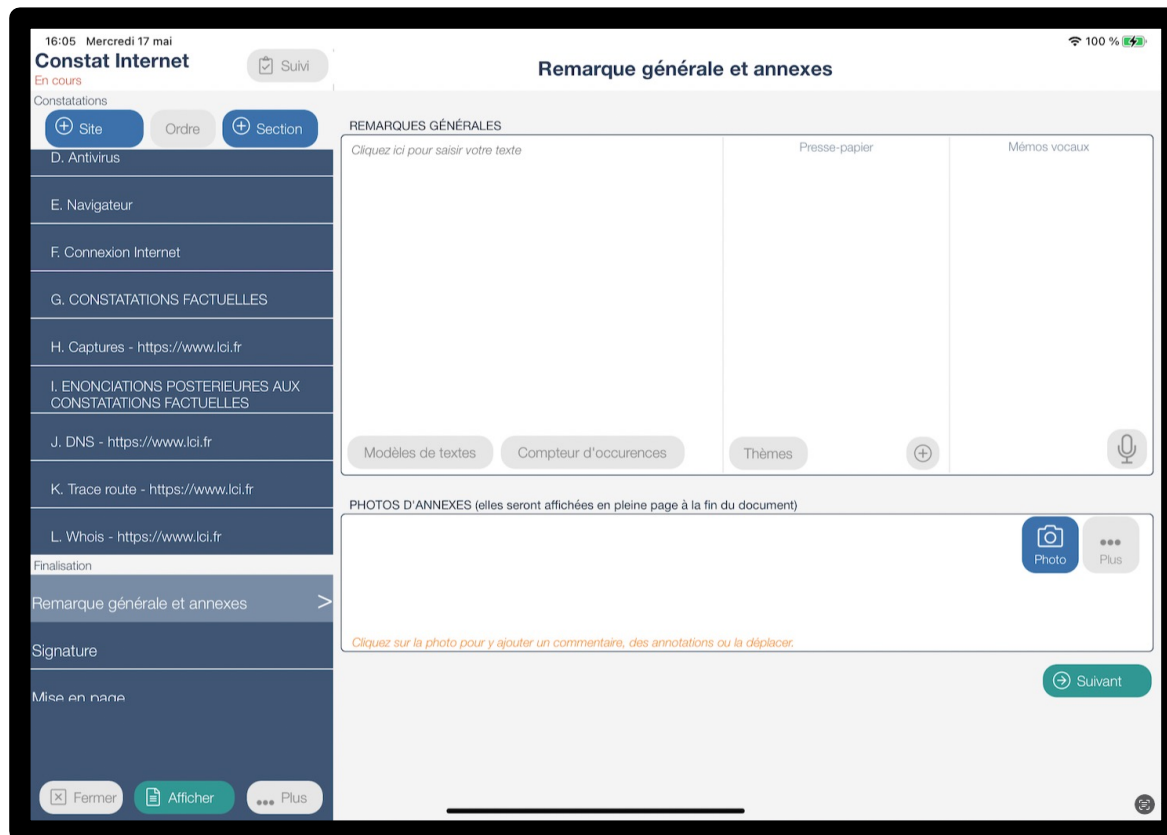 16:05 Mercredi 17 mai
100 %
Constat Internet
En cours
Suivi
Remarque générale et annexes
Constatations
Site
Ordre
Section
D. Antivirus
E. Navigateur
F. Connexion Internet
G. CONSTATATIONS FACTUELLES
H. Captures - https://www.lci.fr
I. ENONCIATIONS POSTERIEURES AUX
CONSTATATIONS FACTUELLES
J. DNS - https://www.lci.fr
K. Trace route - https://www.lci.fr
L. Whois - https://www.lci.fr
Finalisation
Remarque générale et annexes >
Signature
Mise en page
Fermer
Afficher
Plus
REMARQUES GÉNÉRALES
Cliquez ici pour saisir votre texte
Presse-papier
Mémos vocaux
Modèles de textes
Compteur d'occurences
Thèmes
PHOTOS D'ANNEXES (elles seront affichées en pleine page à la fin du document)
Photo
Plus
Cliquez sur la photo pour y ajouter un commentaire, des annotations ou la déplacer.
Suivant